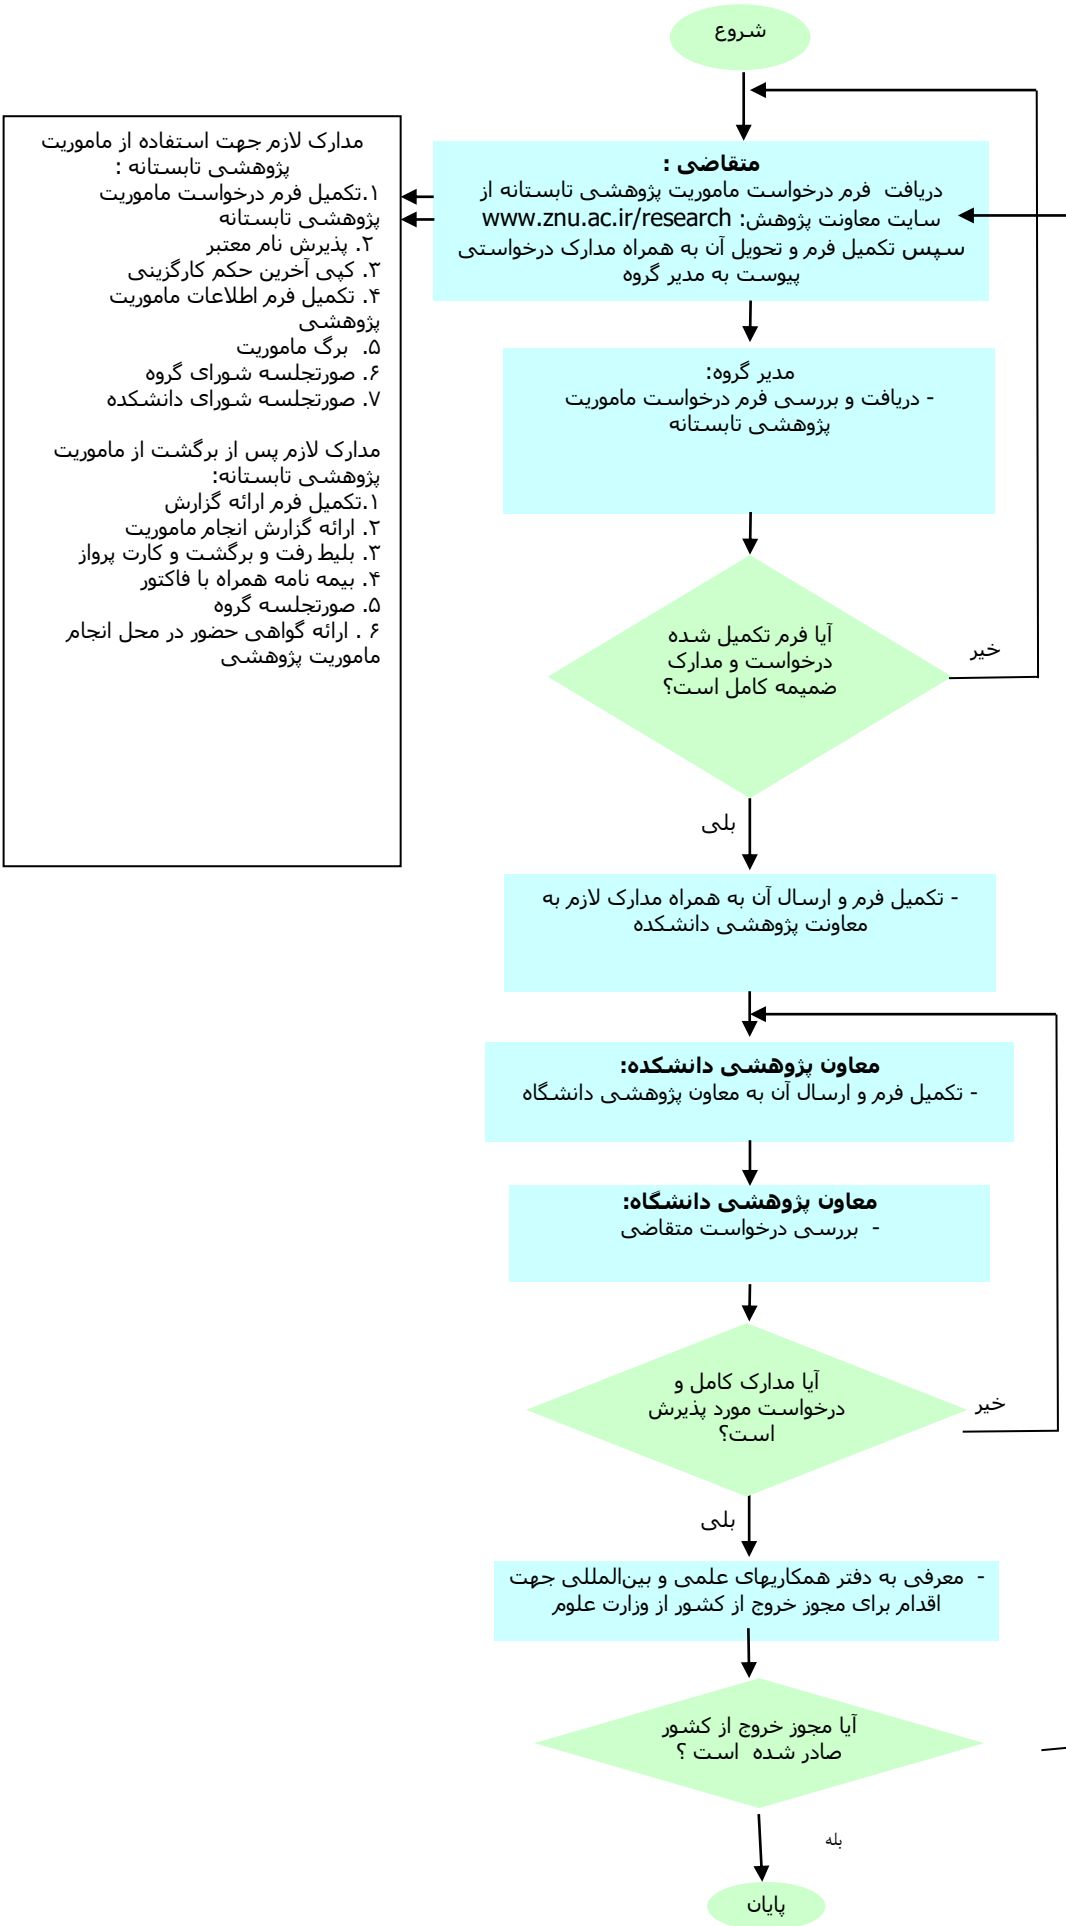 شروع
متقاضی :
دریافت فرم درخواست ماموریت پژوهشی تابستانه از
سایت معاونت پژوهش: www.znu.ac.ir/research
سپس تکمیل فرم و تحویل آن به همراه مدارک درخواستی
پیوست به مدیر گروه
مدارک لازم جهت استفاده از ماموریت
پژوهشی تابستانه :
۱.تکمیل فرم درخواست ماموریت
پژوهشی تابستانه
۲. پذیرش نام معتبر
۳. کپی آخرین حکم کارگزینی
۴. تکمیل فرم اطلاعات ماموریت
پژوهشی
۵. برگ ماموریت
۶. صورتجلسه شورای گروه
۷. صورتجلسه شورای دانشکده
مدارک لازم پس از برگشت از ماموریت
پژوهشی تابستانه:
۱.تکمیل فرم ارائه گزارش
۲. ارائه گزارش انجام ماموریت
۳. بلیط رفت و برگشت و کارت پرواز
۴. بیمه نامه همراه با فاکتور
۵. صورتجلسه گروه
۶ . ارائه گواهی حضور در محل انجام
ماموریت پژوهشی
مدیر گروه:
- دریافت و بررسی فرم درخواست ماموریت
پژوهشی تابستانه
آیا فرم تکمیل شده
درخواست و مدارک
ضمیمه کامل است؟
خیر
بلی
- تکمیل فرم و ارسال آن به همراه مدارک لازم به
معاونت پژوهشی دانشکده
معاون پژوهشی دانشکده:
- تکمیل فرم و ارسال آن به معاون پژوهشی دانشگاه
معاون پژوهشی دانشگاه:
- بررسی درخواست متقاضی
آیا مدارک کامل و
درخواست مورد پذیرش
است؟
خیر
بلی
- معرفی به دفتر همکاریهای علمی و بین‌المللی جهت
اقدام برای مجوز خروج از کشور از وزارت علوم
آیا مجوز خروج از کشور
صادر شده است ؟
بله
پایان